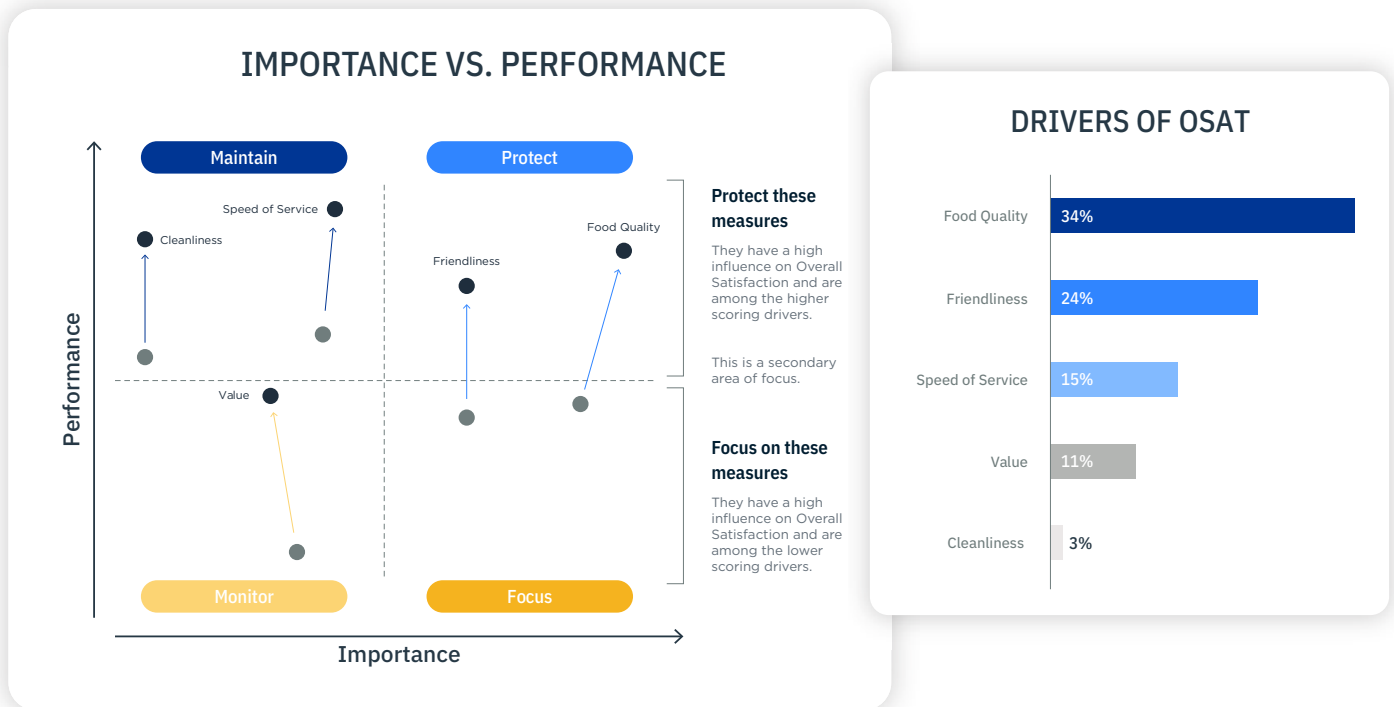 IMPORTANCE VS. PERFORMANCE
Maintain
Protect
Speed of Service
Cleanliness
Food Quality
Friendliness
Value
Performance
Monitor
Focus
Importance
Protect these
measures
They have a high
influence on Overall
Satisfaction and are
among the higher
scoring drivers.
This is a secondary
area of focus.
Focus on these
measures
They have a high
influence on Overall
Satisfaction and are
among the lower
scoring drivers.
DRIVERS OF OSAT
Food Quality 34%
Friendliness 24%
Speed of Service 15%
Value 11%
Cleanliness 3%